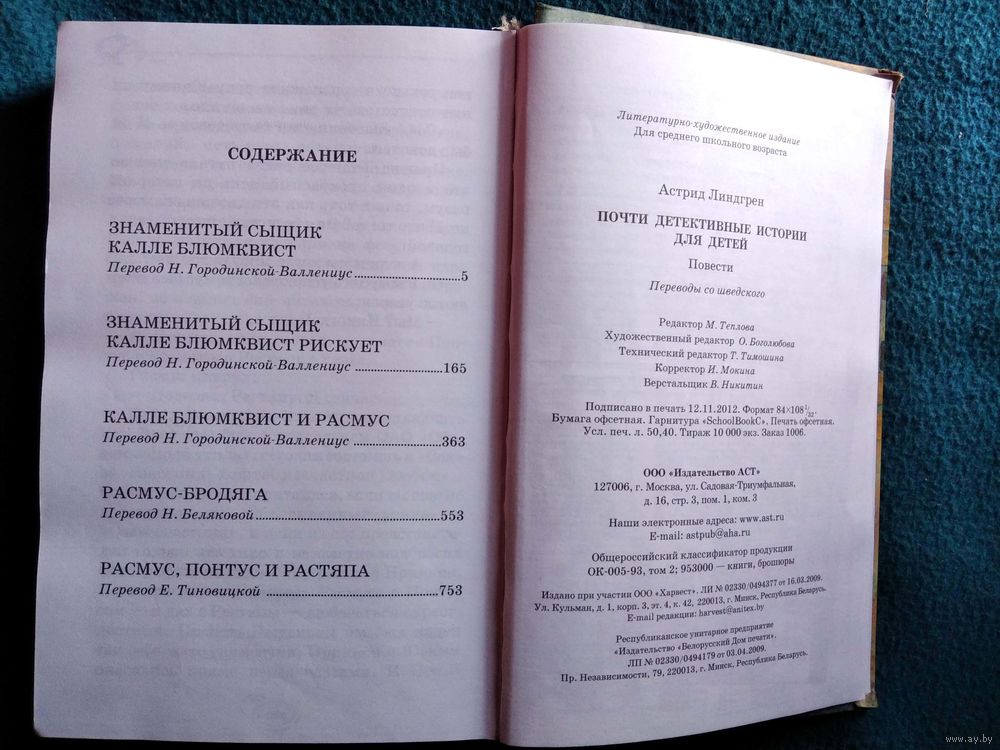 СОДЕРЖАНИЕ
ЗНАМЕНИТЫЙ СЫЩИК
КАЛЛЕ БЛЮМКВИСТ
Перевод Н. Городинской-Валлениус ........................ 5
ЗНАМЕНИТЫЙ СЫЩИК
КАЛЛЕ БЛЮМКВИСТ РИСКУЕТ
Перевод Н. Городинской-Валлениус ................... 165
КАЛЛЕ БЛЮМКВИСТ И РАСМУС
Перевод Н. Городинской-Валлениус ................... 363
РАСМУС-БРОДЯГА
Перевод Н. Беляковой ........................................ 553
РАСМУС, ПОНТУС И РАСТЯПА
Перевод Е. Тиновицкой ...................................... 753
Литературно-художественное издание
Для среднего школьного возраста
Астрид Линдгрен
ПОЧТИ ДЕТЕКТИВНЫЕ ИСТОРИИ
ДЛЯ ДЕТЕЙ
Повести
Переводы со шведского
Редактор М. Теплова
Художественный редактор О. Боголюбова
Технический редактор Т. Тимошина
Корректор И. Мокина
Верстальщик В. Никитин
Подписано в печать 12.11.2012. Формат 84×108 1/32.
Бумага офсетная. Гарнитура «SchoolBookC». Печать офсетная.
Усл. печ. л. 50,40. Тираж 10 000 экз. Заказ 1006.
ООО «Издательство АСТ»
127006, г. Москва, ул. Садовая-Триумфальная,
д. 16, стр. 3, пом. 1, ком. 3
Наши электронные адреса: www.ast.ru
E-mail: astpub@aha.ru
Общероссийский классификатор продукции
ОК-005-93, том 2; 953000 — книги, брошюры
Издано при участии ООО «Харвест». ЛИ № 02330/0494377 от 16.03.2009.
Ул. Кульман, д. 1, корп. 3, эт. 4, к. 42, 220013, г. Минск, Республика Беларусь.
E-mail редакции: harvest@anitex.by
Республиканское унитарное предприятие
«Издательство «Белорусский Дом печати».
ЛП № 02330/0494179 от 03.04.2009.
Пр. Независимости, 79, 220013, г. Минск, Республика Беларусь.
www.ay.by